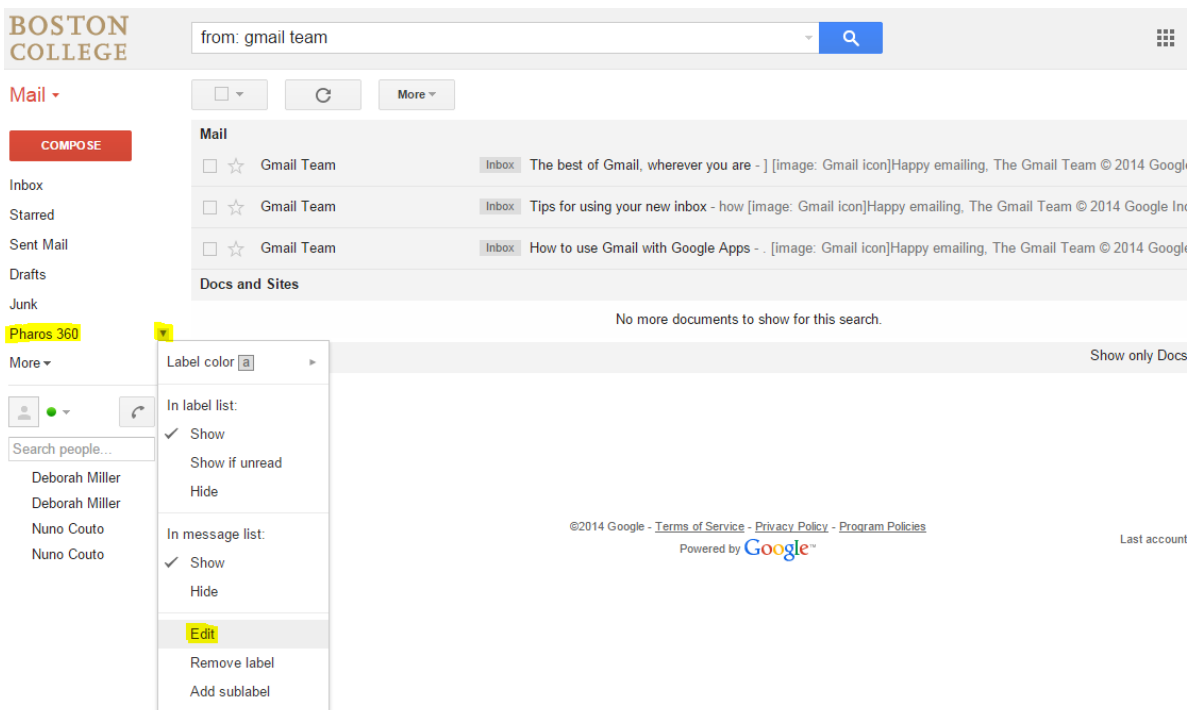 BOSTON
COLLEGE
from: gmail team
Mail
More
COMPOSE
Inbox
Starred
Sent Mail
Drafts
Junk
Pharos 360
More
Mail
Gmail Team Inbox The best of Gmail, wherever you are - ] [image: Gmail icon]Happy emailing, The Gmail Team © 2014 Google
Gmail Team Inbox Tips for using your new inbox - how [image: Gmail icon]Happy emailing, The Gmail Team © 2014 Google Inc
Gmail Team Inbox How to use Gmail with Google Apps - . [image: Gmail icon]Happy emailing, The Gmail Team © 2014 Google
Docs and Sites
No more documents to show for this search.
Show only Docs
Label color a
In label list:
Show
Show if unread
Hide
In message list:
Show
Hide
Edit
Remove label
Add sublabel
Search people...
Deborah Miller
Deborah Miller
Nuno Couto
Nuno Couto
©2014 Google - Terms of Service - Privacy Policy - Program Policies
Powered by Google™
Last account